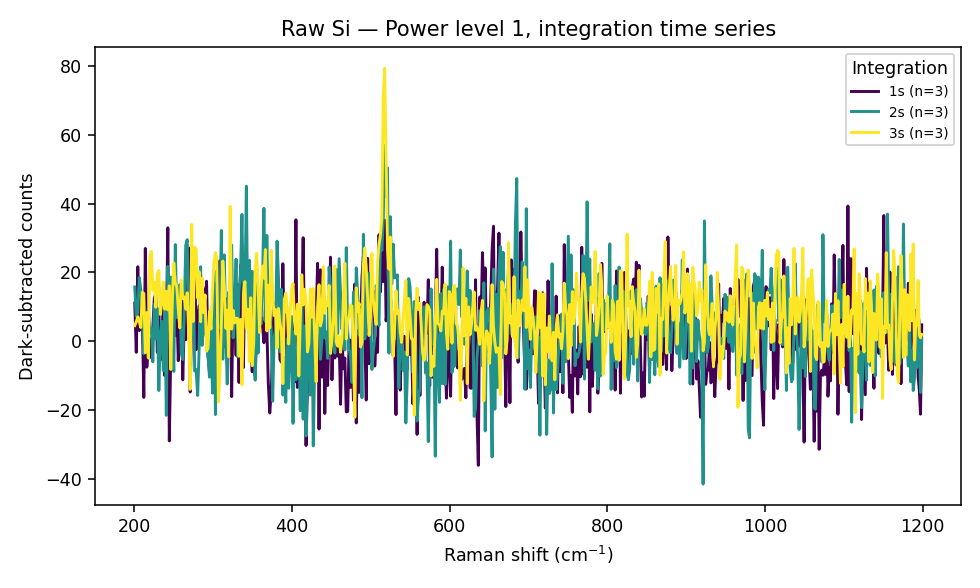 Raw Si — Power level 1, integration time series
Dark-subtracted counts
80
60
40
20
0
−20
−40
Integration
1s (n=3)
2s (n=3)
3s (n=3)
200
400
600
800
1000
1200
Raman shift (cm⁻¹)